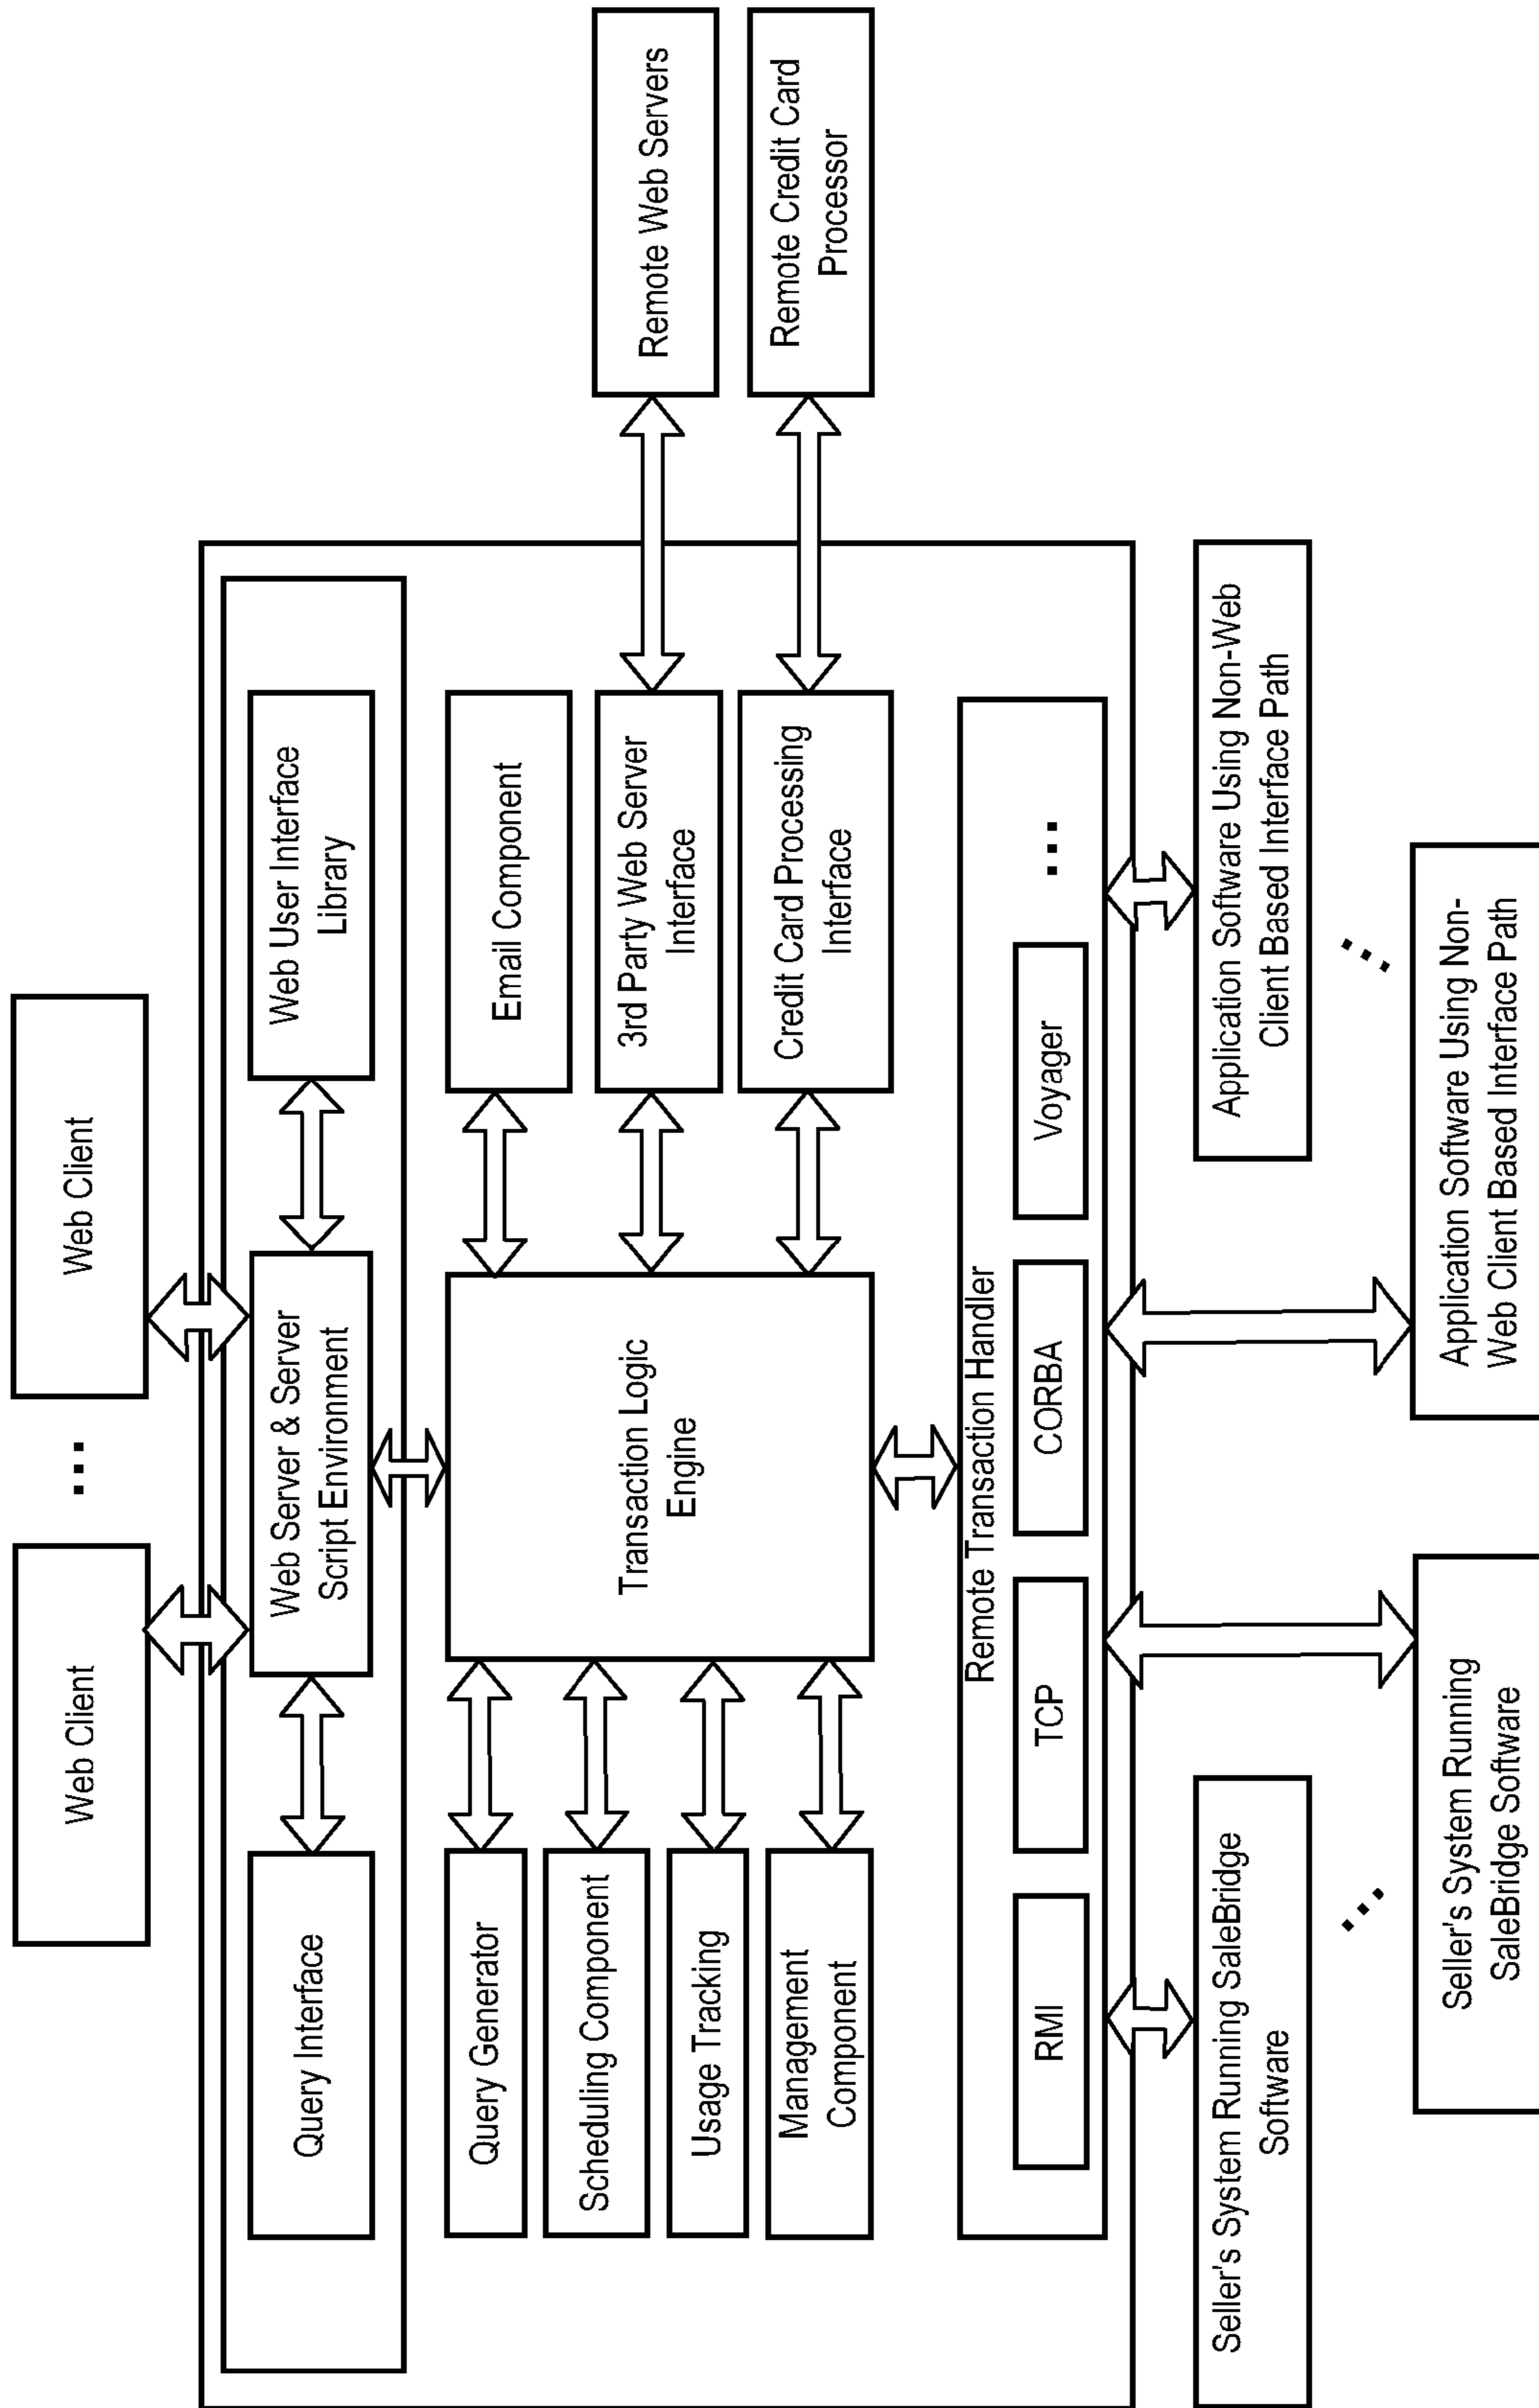 Web Client
...
Web Client
Query Interface
Web Server & Server
Script Environment
Web User Interface
Library
Query Generator
Scheduling Component
Usage Tracking
Management
Component
Transaction Logic
Engine
Email Component
3rd Party Web Server
Interface
Credit Card Processing
Interface
Remote Web Servers
Remote Credit Card
Processor
Remote Transaction Handler
RMI
TCP
CORBA
Voyager
...
Seller's System Running SaleBridge
Software
...
Seller's System Running
SaleBridge Software
Application Software Using Non-Web
Client Based Interface Path
...
Application Software Using Non-
Web Client Based Interface Path